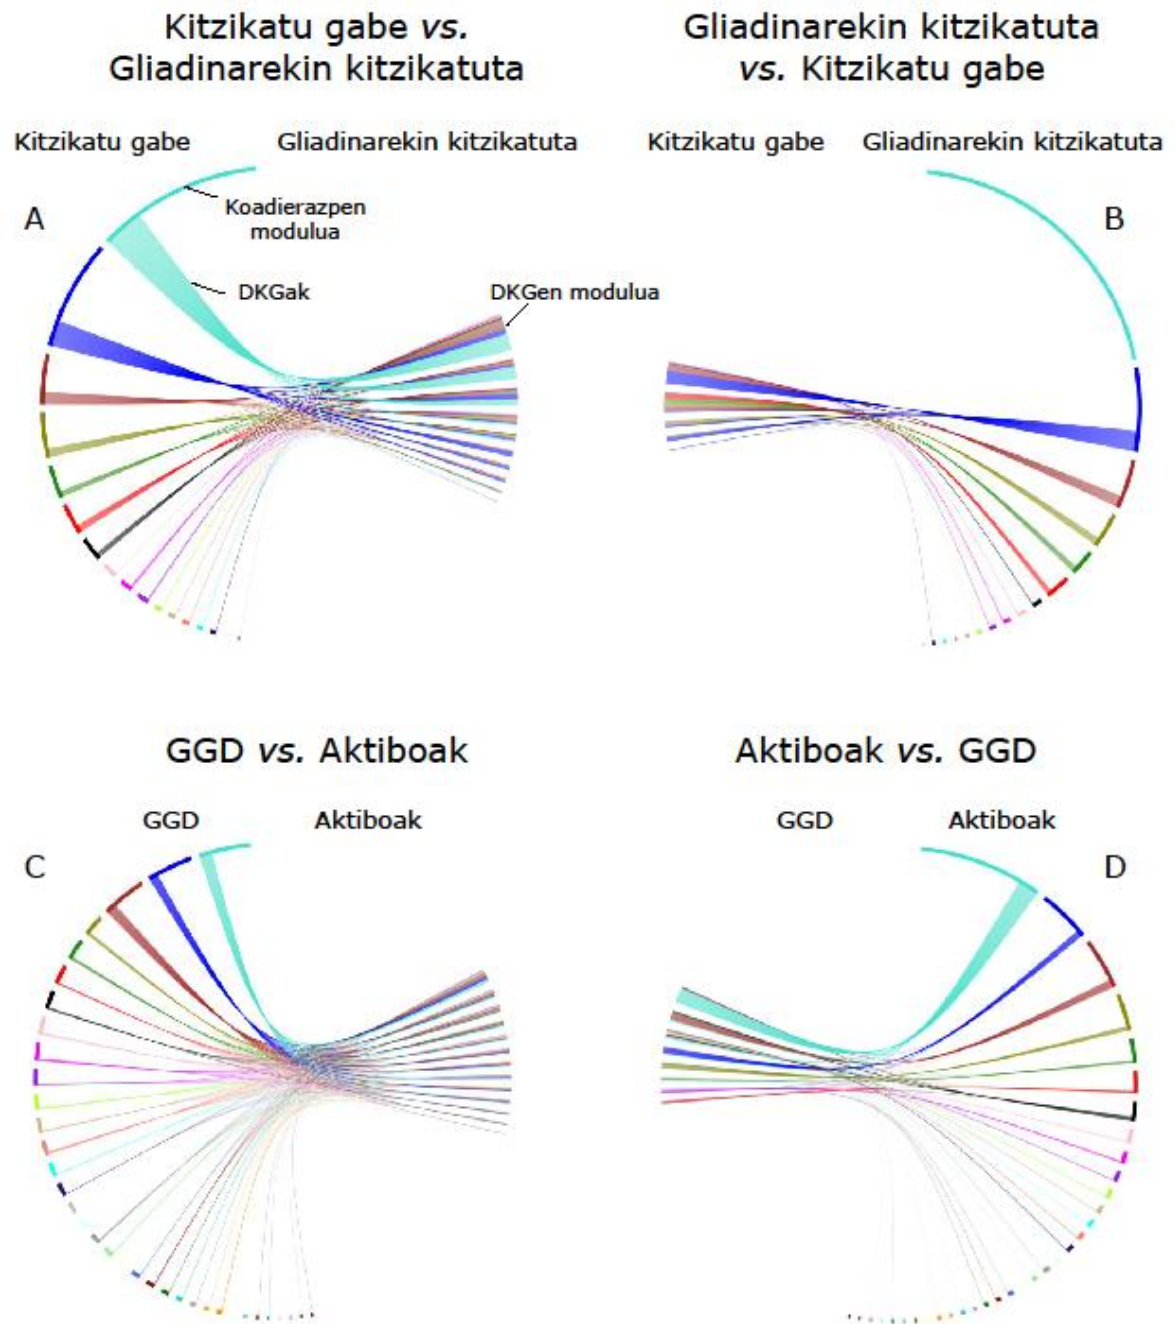 Kitzikatu gabe vs.
Gliadinarekin kitzikatuta
Gliadinarekin kitzikatuta
vs. Kitzikatu gabe
Kitzikatu gabe
Gliadinarekin kitzikatuta
Kitzikatu gabe
Gliadinarekin kitzikatuta
A
Koadierazpen
modulua
B
DKGak
DKGen modulua
GGD vs. Aktiboak
Aktiboak vs. GGD
GGD
Aktiboak
GGD
Aktiboak
C
D